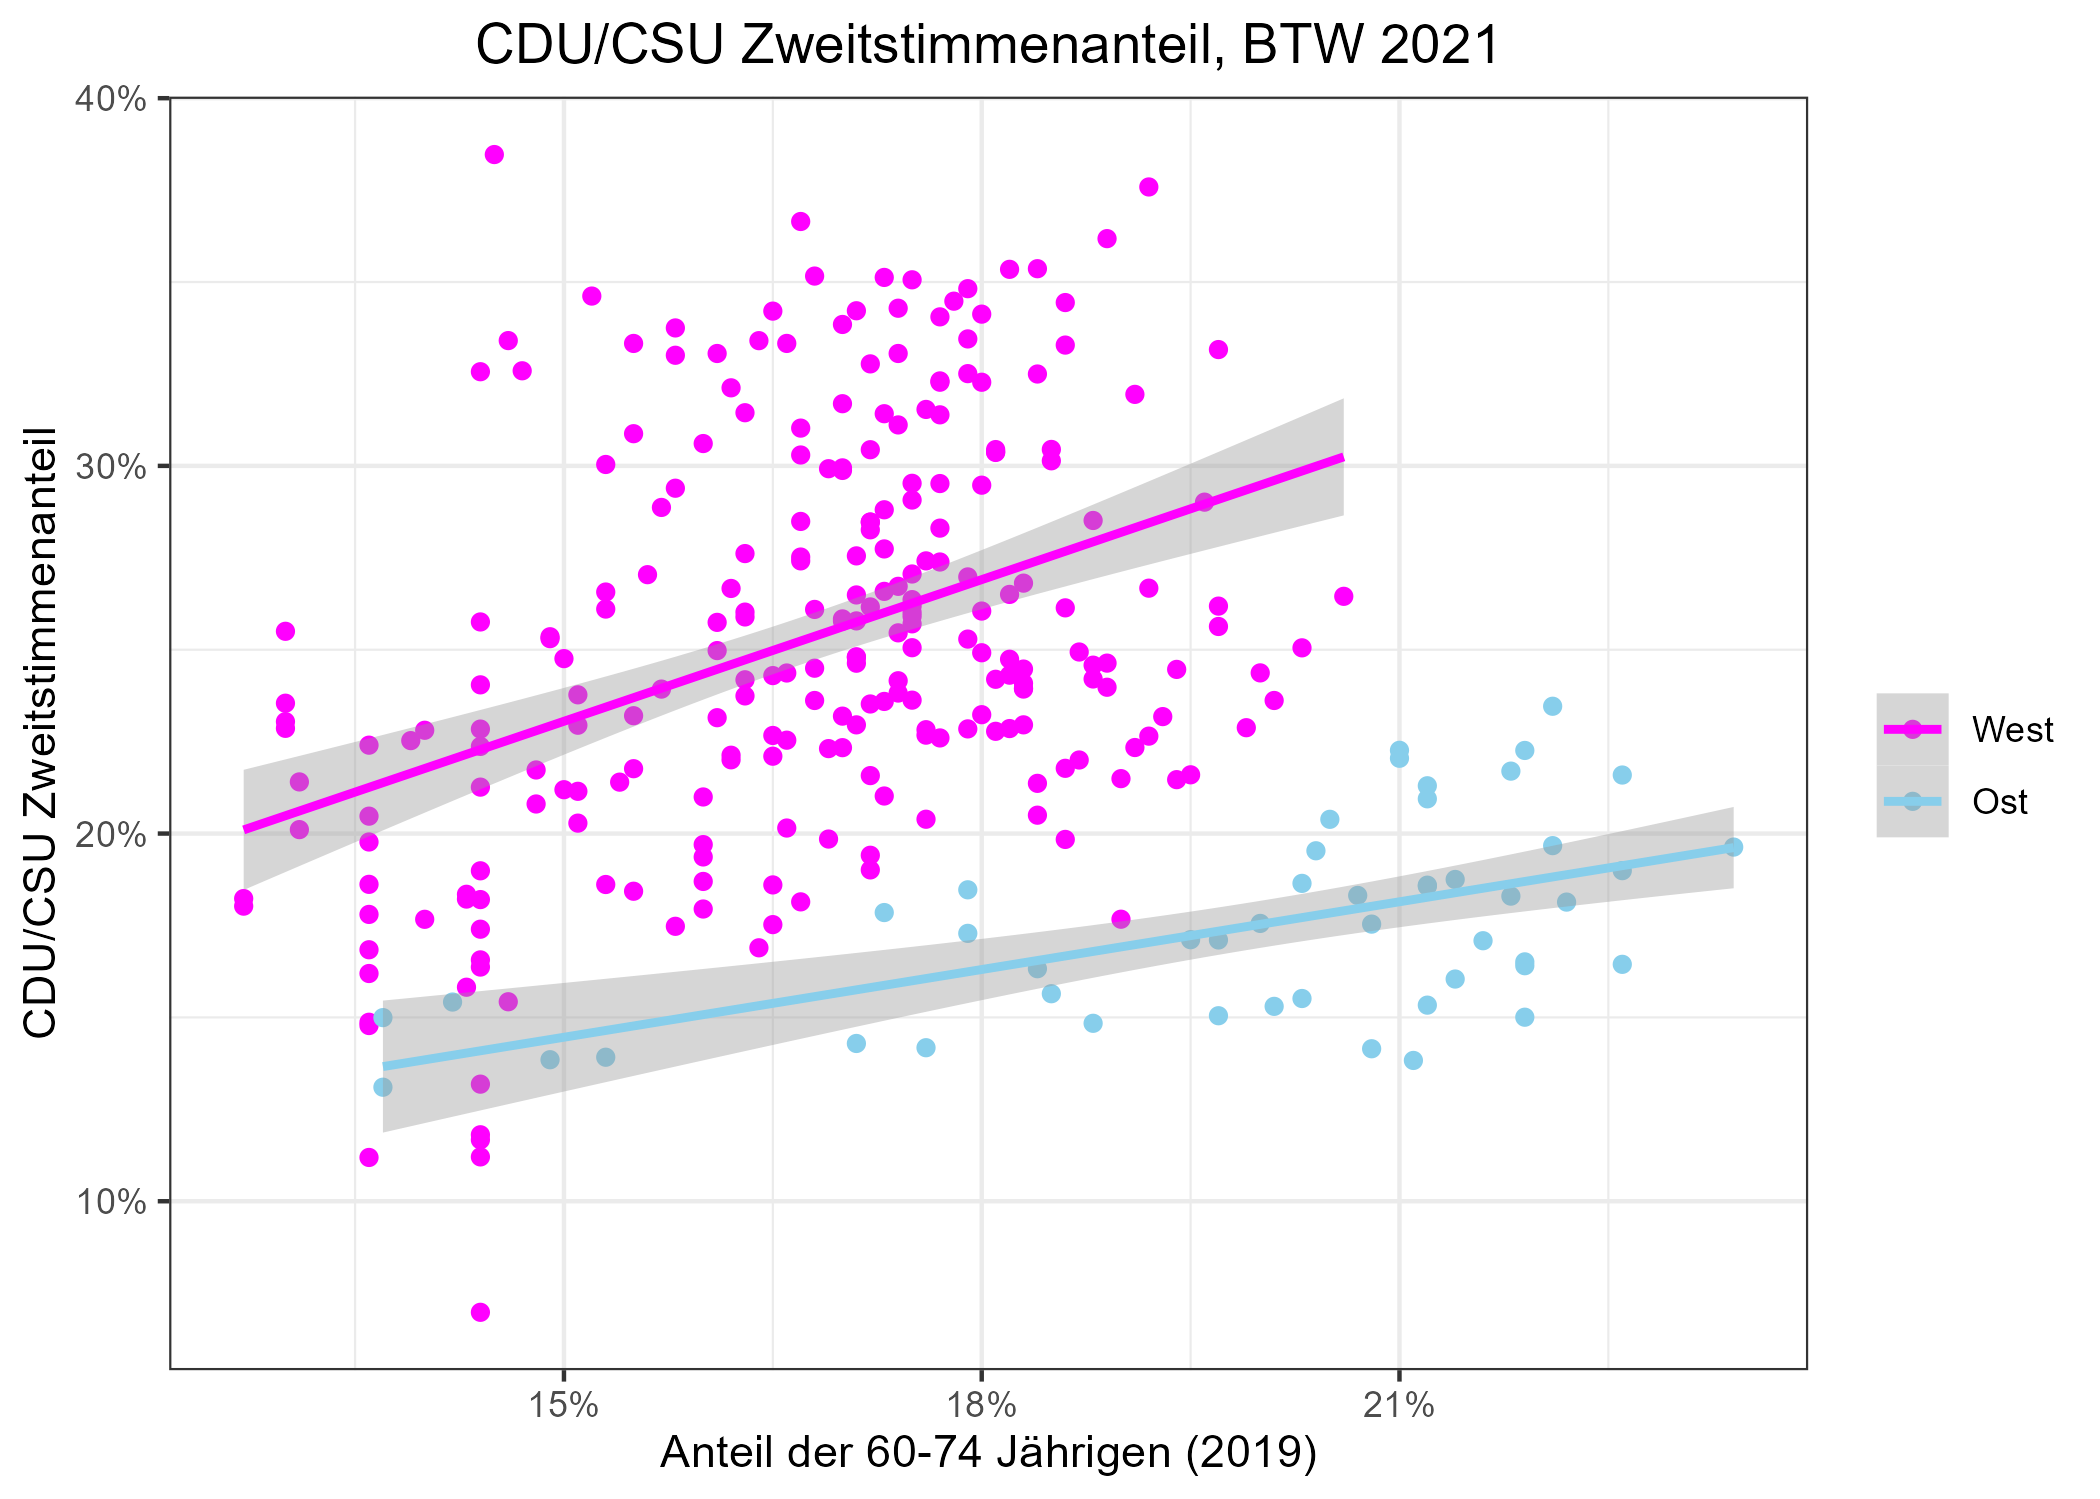 CDU/CSU Zweitstimmenanteil, BTW 2021
CDU/CSU Zweitstimmenanteil
40%
30%
20%
10%
15%
18%
21%
Anteil der 60-74 Jährigen (2019)
West
Ost